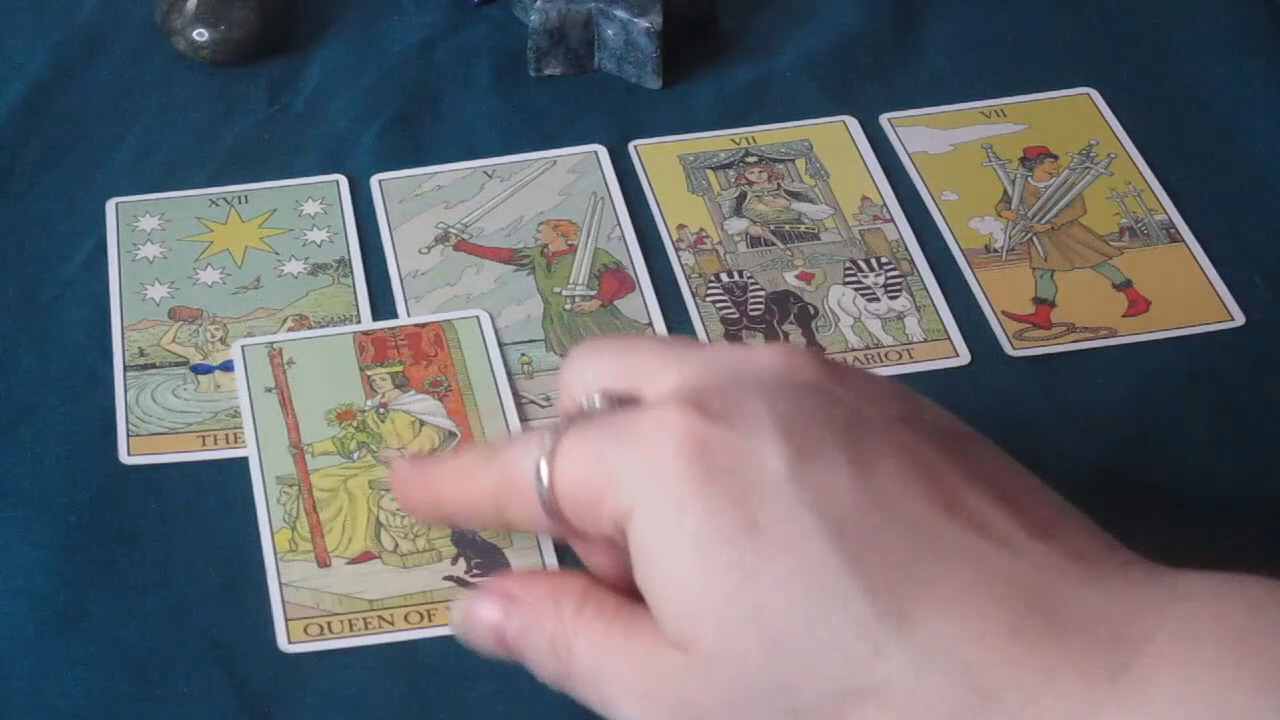 XVII
V
VII
VII
THE
HARIOT
QUEEN OF